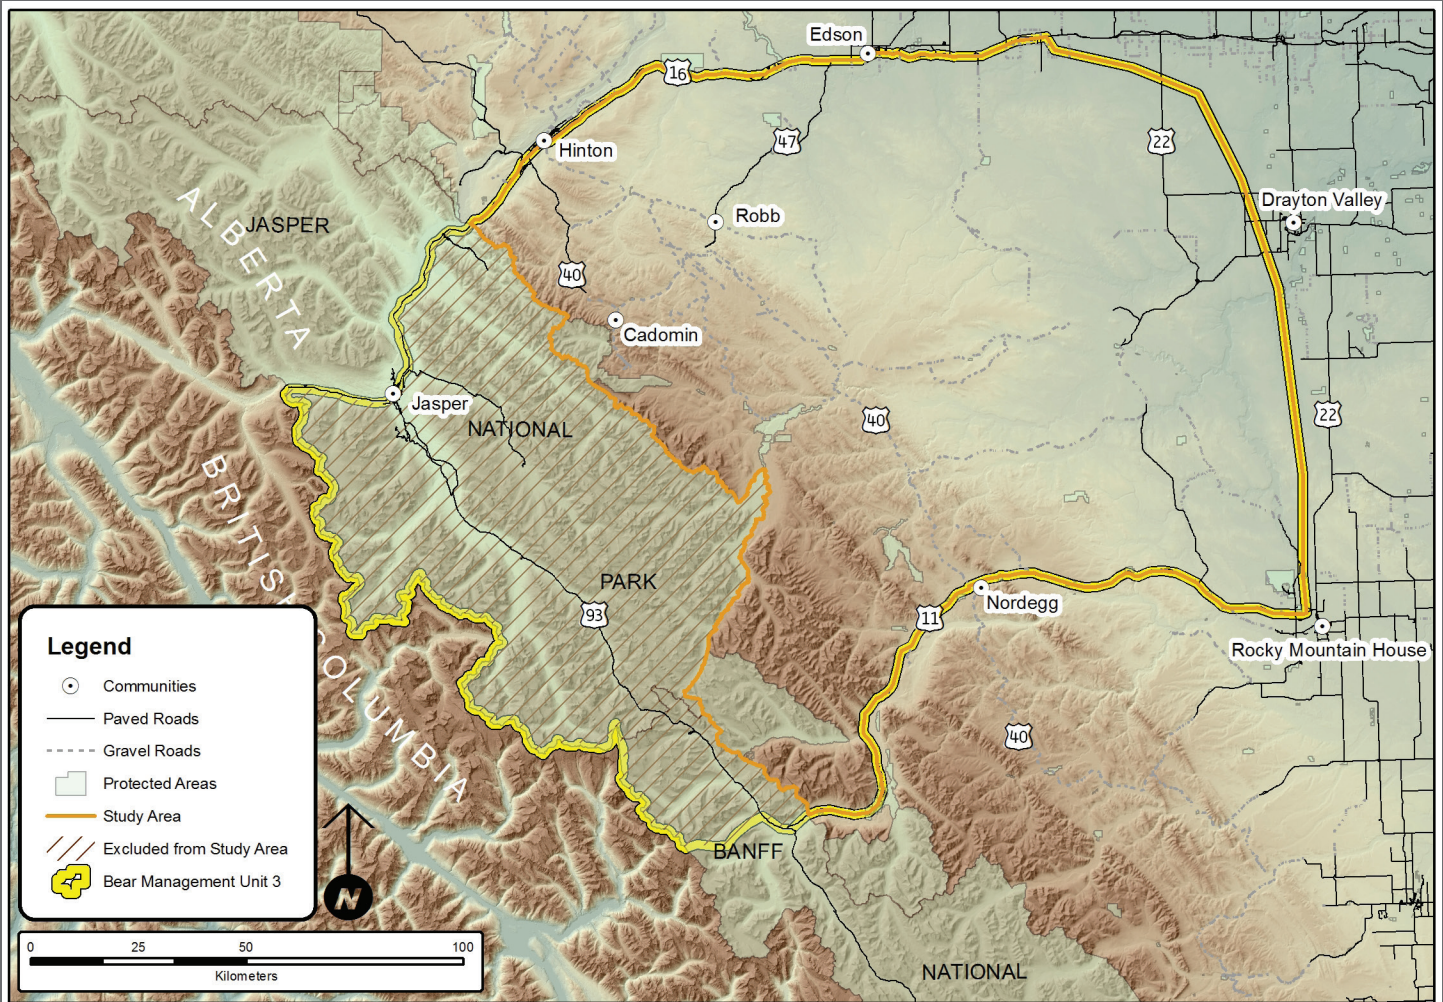 Edson
16
Hinton
47
22
Drayton Valley
Robb
ALBERTA
JASPER
40
Cadomin
Jasper
NATIONAL
40
22
BRITISH COLUMBIA
PARK
93
Nordegg
11
Rocky Mountain House
40
BANFF
NATIONAL
Legend
Communities
Paved Roads
Gravel Roads
Protected Areas
Study Area
Excluded from Study Area
Bear Management Unit 3
N
0 25 50 100
Kilometers